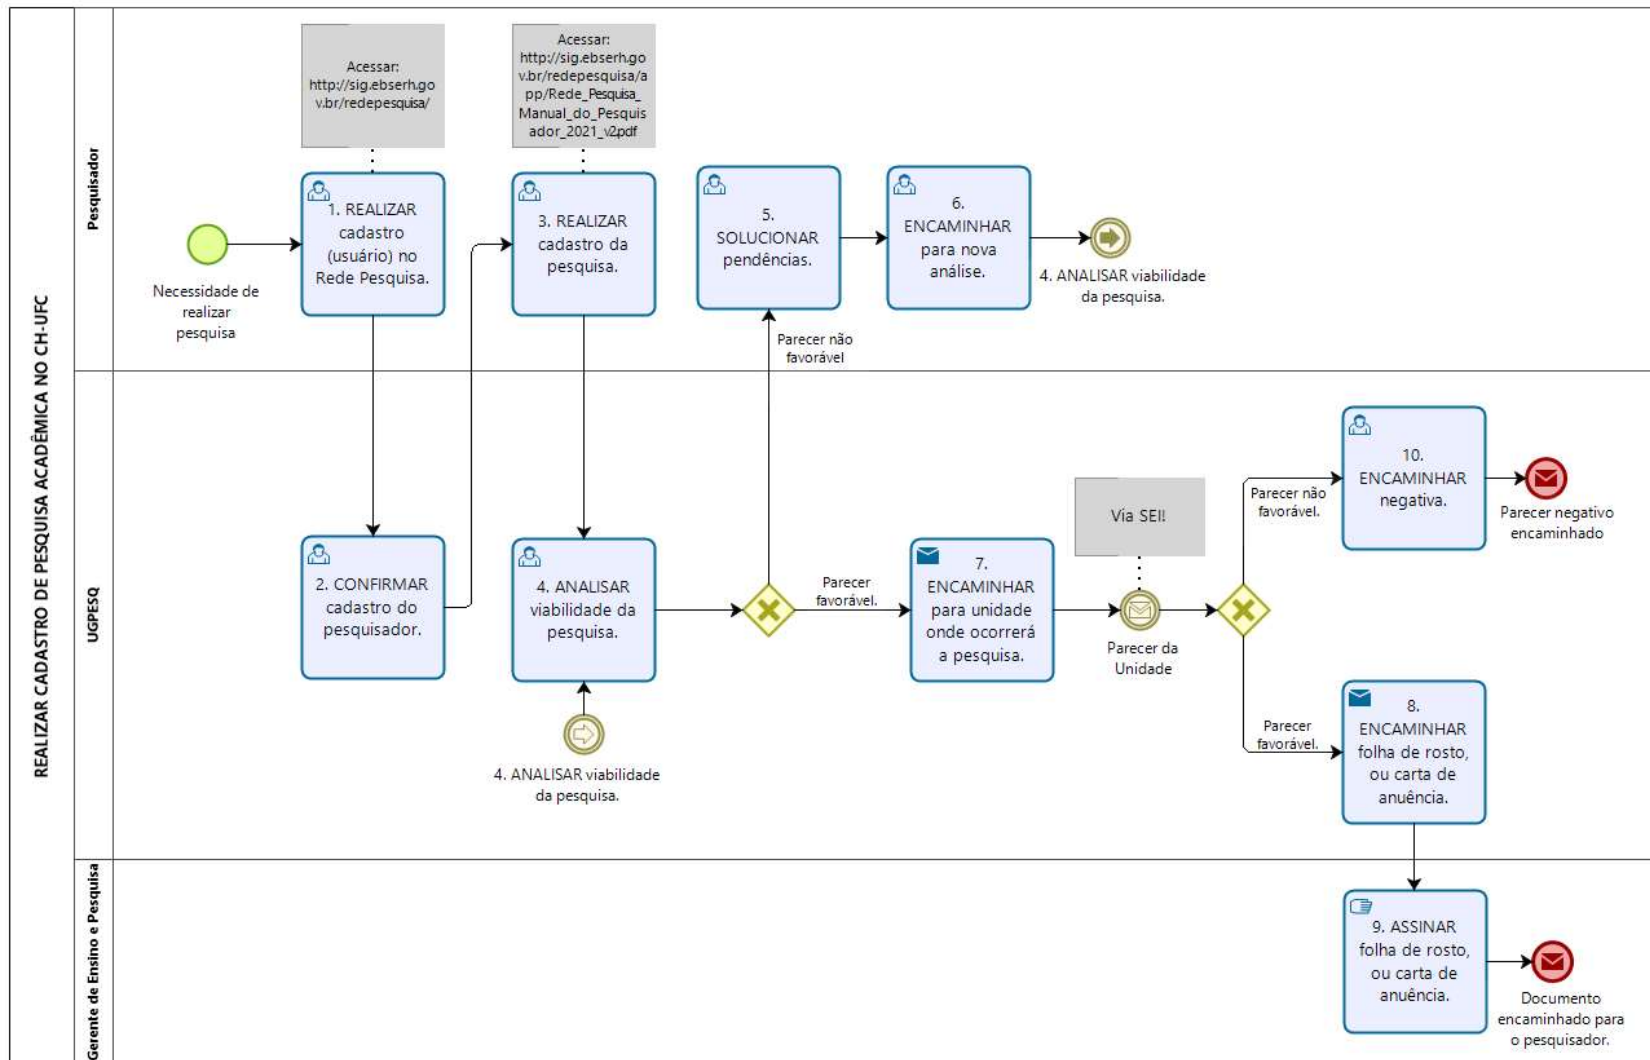 REALIZAR CADASTRO DE PESQUISA ACADÊMICA NO CH-UFC
Pesquisador
Acessar:
http://sig.ebserh.go
v.br/redepesquisa/
Acessar:
http://sig.ebserh.go
v.br/redepesquisa/a
pp/Rede_Pesquisa_
Manual_do_Pesquis
ador_2021_v2.pdf
Necessidade de
realizar
pesquisa
1. REALIZAR
cadastro
(usuário) no
Rede Pesquisa.
3. REALIZAR
cadastro da
pesquisa.
5.
SOLUCIONAR
pendências.
6.
ENCAMINHAR
para nova
análise.
4. ANALISAR viabilidade
da pesquisa.
Parecer não
favorável
UGPESQ
2. CONFIRMAR
cadastro do
pesquisador.
4. ANALISAR
viabilidade da
pesquisa.
4. ANALISAR viabilidade
da pesquisa.
Parecer
favorável.
7.
ENCAMINHAR
para unidade
onde ocorrerá
a pesquisa.
Via SEI!
Parecer da
Unidade
Parecer não
favorável.
10.
ENCAMINHAR
negativa.
Parecer negativo
encaminhado
Parecer
favorável.
8.
ENCAMINHAR
folha de rosto,
ou carta de
anuência.
Gerente de Ensino e Pesquisa
9. ASSINAR
folha de rosto,
ou carta de
anuência.
Documento
encaminhado para
o pesquisador.